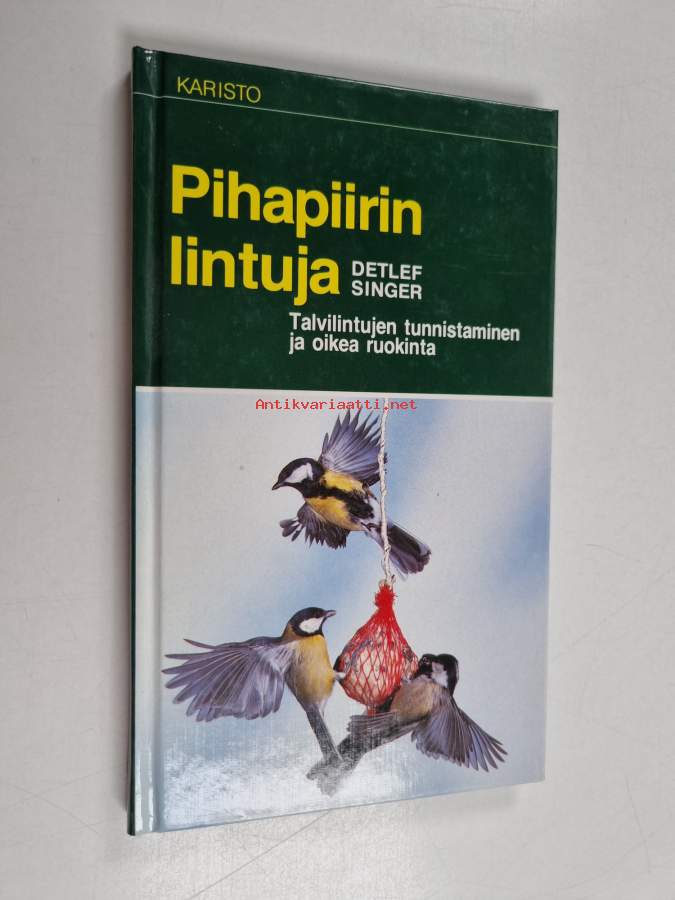 KARISTO
Pihapiirin
lintuja
DETLEF
SINGER
Talvilintujen tunnistaminen
ja oikea ruokinta
Antikvariaatti.net